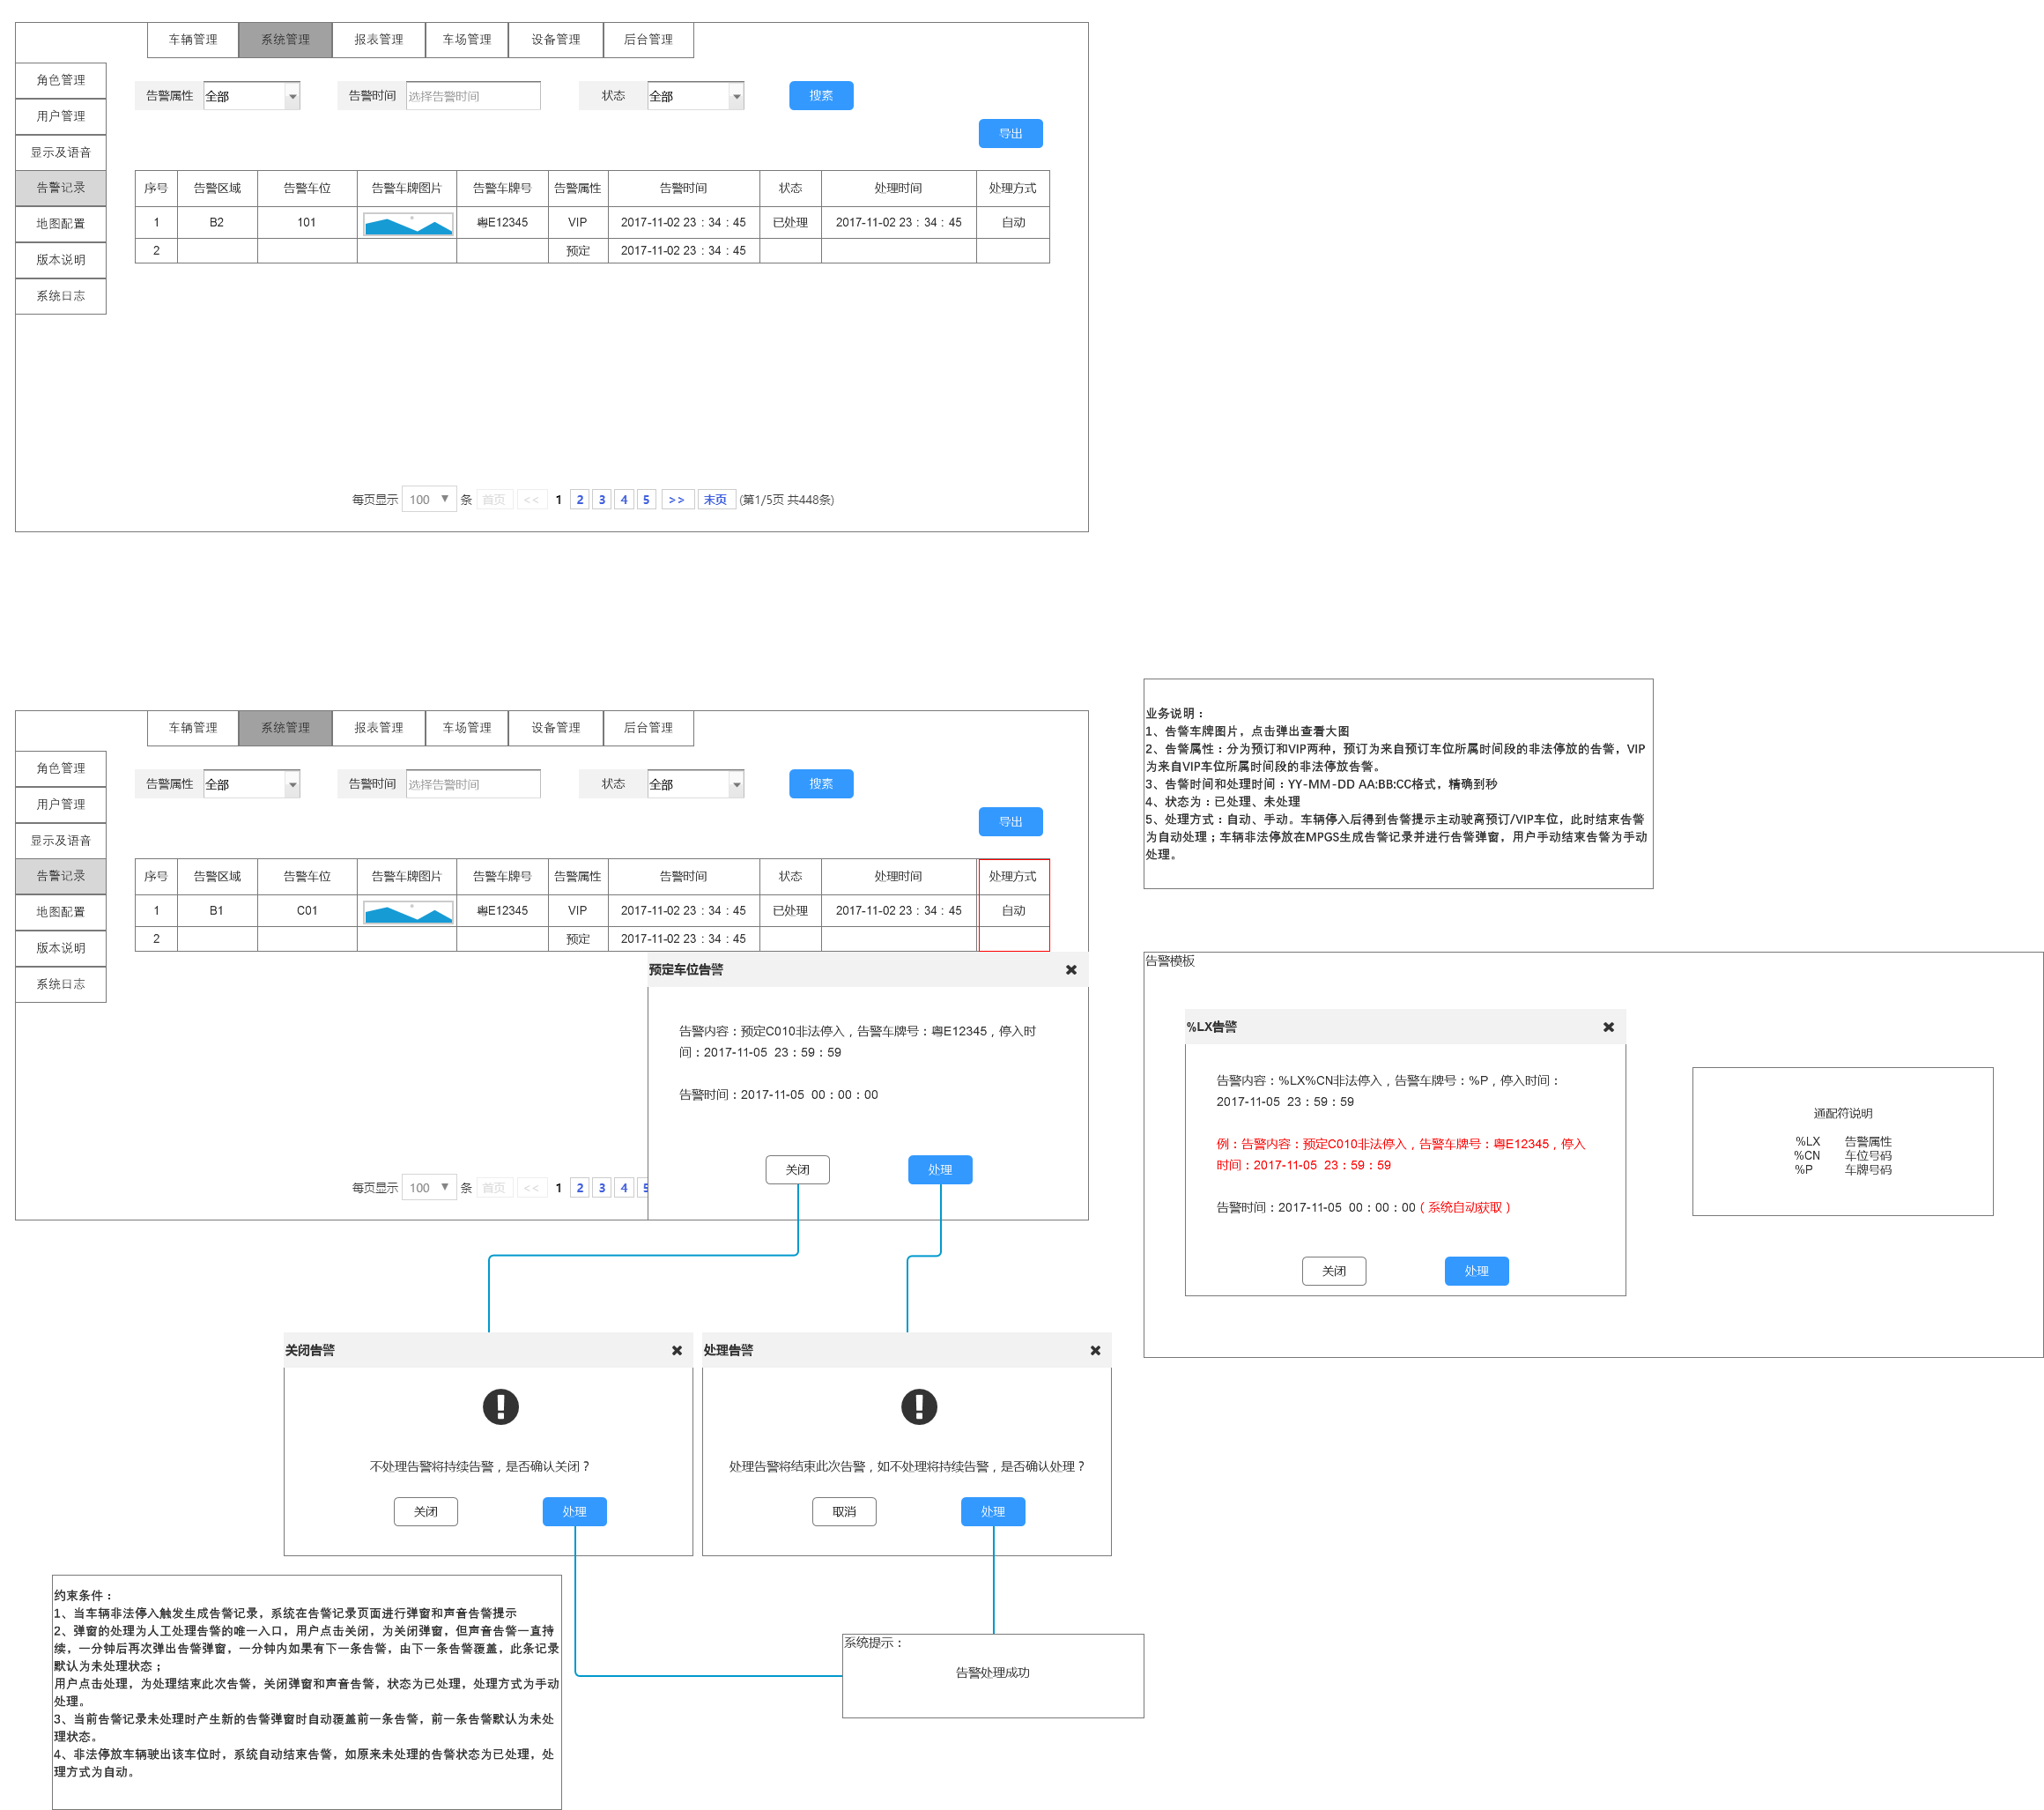 车辆管理 系统管理 报表管理 车场管理 设备管理 后台管理
角色管理
用户管理
显示及语音
告警记录
地图配置
版本说明
系统日志
告警属性 全部 告警时间 选择告警时间 状态 全部 搜素
导出
序号 告警区域 告警车位 告警车牌图片 告警车牌号 告警属性 告警时间 状态 处理时间 处理方式
1 B2 101 粤E12345 VIP 2017-11-02 23：34：45 已处理 2017-11-02 23：34：45 自动
2 预定 2017-11-02 23：34：45
每页显示 100 条 首页 << 1 2 3 4 5 >> 末页 (第1/5页 共448条)
车辆管理 系统管理 报表管理 车场管理 设备管理 后台管理
角色管理
用户管理
显示及语音
告警记录
地图配置
版本说明
系统日志
告警属性 全部 告警时间 选择告警时间 状态 全部 搜素
导出
序号 告警区域 告警车位 告警车牌图片 告警车牌号 告警属性 告警时间 状态 处理时间 处理方式
1 B1 C01 粤E12345 VIP 2017-11-02 23：34：45 已处理 2017-11-02 23：34：45 自动
2 预定 2017-11-02 23：34：45
每页显示 100 条 首页 << 1 2 3 4 5
预定车位告警
告警内容：预定C010非法停入，告警车牌号：粤E12345，停入时
间：2017-11-05 23：59：59
告警时间：2017-11-05 00：00：00
关闭 处理
业务说明：
1、告警车牌图片，点击弹出查看大图
2、告警属性：分为预订和VIP两种，预订为来自预订车位所属时间段的非法停放的告警，VIP
为来自VIP车位所属时间段的非法停放告警。
3、告警时间和处理时间：YY-MM-DD AA:BB:CC格式，精确到秒
4、状态为：已处理、未处理
5、处理方式：自动、手动。车辆停入后得到告警提示主动驶离预订/VIP车位，此时结束告警
为自动处理；车辆非法停放在MPGS生成告警记录并进行告警弹窗，用户手动结束告警为手动
处理。
告警模板
%LX告警
告警内容：%LX%CN非法停入，告警车牌号：%P，停入时间：
2017-11-05 23：59：59
例：告警内容：预定C010非法停入，告警车牌号：粤E12345，停入
时间：2017-11-05 23：59：59
告警时间：2017-11-05 00：00：00（系统自动获取）
关闭 处理
通配符说明
%LX 告警属性
%CN 车位号码
%P 车牌号码
关闭告警
不处理告警将持续告警，是否确认关闭？
关闭 处理
处理告警
处理告警将结束此次告警，如不处理将持续告警，是否确认处理？
取消 处理
约束条件：
1、当车辆非法停入触发生成告警记录，系统在告警记录页面进行弹窗和声音告警提示
2、弹窗的处理为人工处理告警的唯一入口，用户点击关闭，为关闭弹窗，但声音告警一直持
续，一分钟后再次弹出告警弹窗，一分钟内如果有下一条告警，由下一条告警覆盖，此条记录
默认为未处理状态；
用户点击处理，为处理结束此次告警，关闭弹窗和声音告警，状态为已处理，处理方式为手动
处理。
3、当前告警记录未处理时产生新的告警弹窗时自动覆盖前一条告警，前一条告警默认为未处
理状态。
4、非法停放车辆驶出该车位时，系统自动结束告警，如原来未处理的告警状态为已处理，处
理方式为自动。
系统提示：
告警处理成功